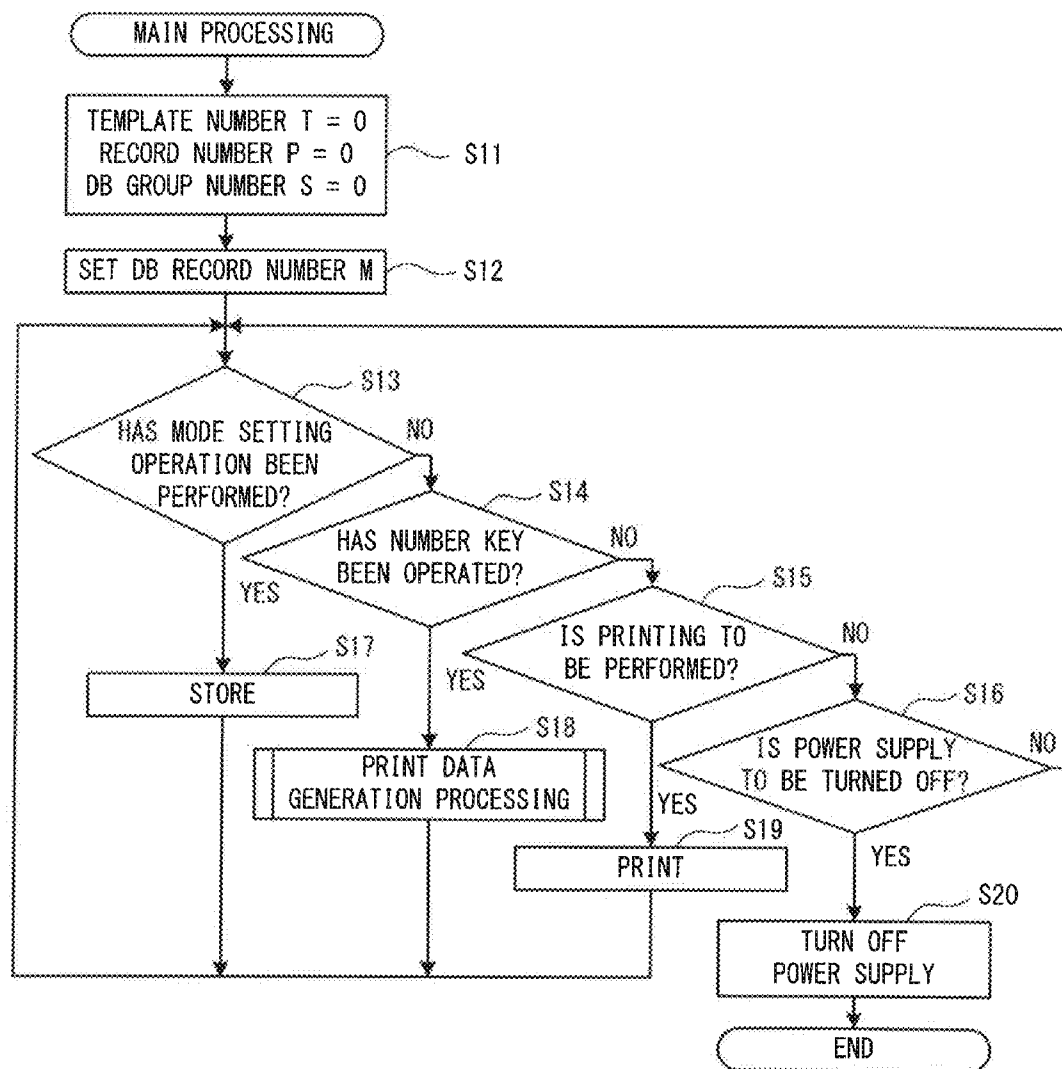 MAIN PROCESSING
TEMPLATE NUMBER T = 0
RECORD NUMBER P = 0
DB GROUP NUMBER S = 0
S11
SET DB RECORD NUMBER M
S12
S13
HAS MODE SETTING
OPERATION BEEN
PERFORMED?
NO
YES
S14
HAS NUMBER KEY
BEEN OPERATED?
NO
YES
S15
IS PRINTING TO
BE PERFORMED?
NO
YES
S16
IS POWER SUPPLY
TO BE TURNED OFF?
NO
YES
S17
STORE
S18
PRINT DATA
GENERATION PROCESSING
S19
PRINT
S20
TURN OFF
POWER SUPPLY
END